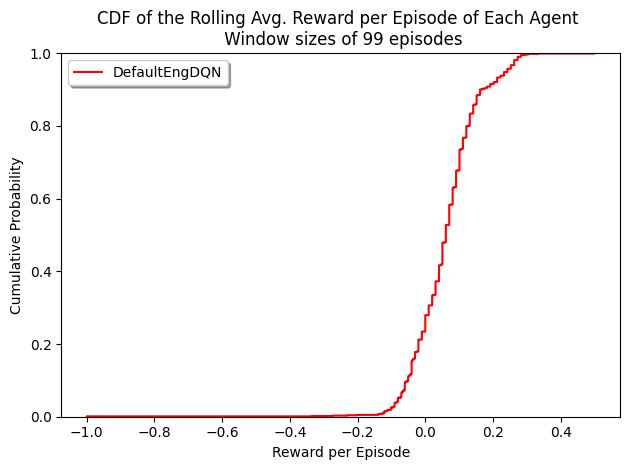 CDF of the Rolling Avg. Reward per Episode of Each Agent
Window sizes of 99 episodes
DefaultEngDQN
Cumulative Probability
1.0
0.8
0.6
0.4
0.2
0.0
−1.0 −0.8 −0.6 −0.4 −0.2 0.0 0.2 0.4
Reward per Episode